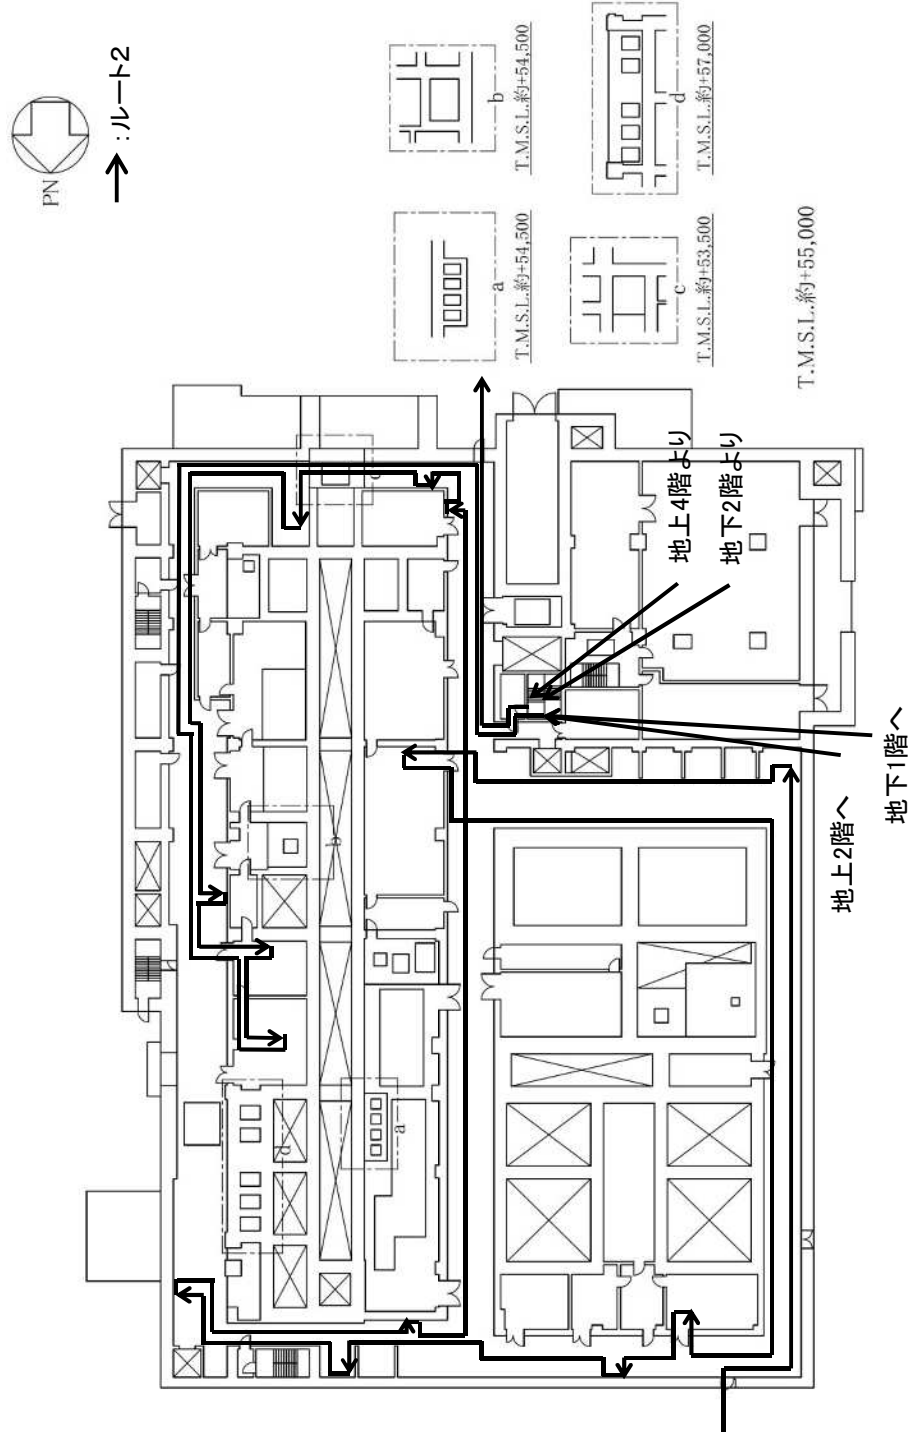 PN
:ルート2
b
T.M.S.L.約+54,500
d
T.M.S.L.約+57,000
a
T.M.S.L.約+54,500
c
T.M.S.L.約+53,500
T.M.S.L.約+55,000
地上4階より
地下2階より
地上2階へ
地下1階へ
c
b
a
d